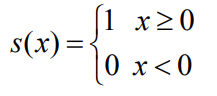 s(x) = { 1 x ≥ 0
0 x < 0